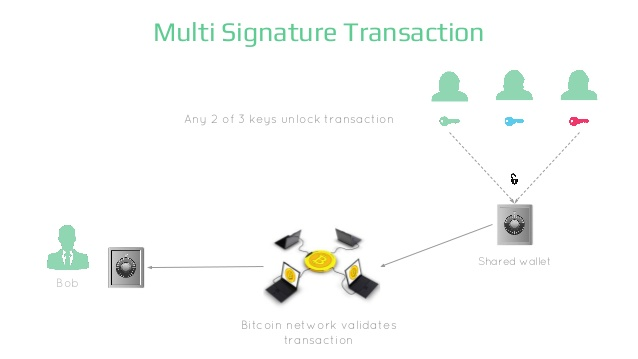 Multi Signature Transaction
Any 2 of 3 keys unlock transaction
Shared wallet
Bob
Bitcoin network validates
transaction